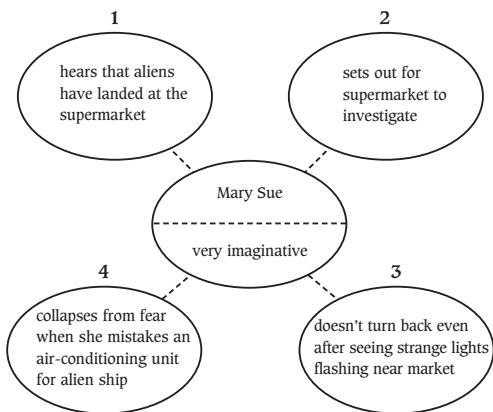 1
hears that aliens
have landed at the
supermarket
2
sets out for
supermarket to
investigate
Mary Sue
very imaginative
4
collapses from fear
when she mistakes an
air-conditioning unit
for alien ship
3
doesn't turn back even
after seeing strange lights
flashing near market